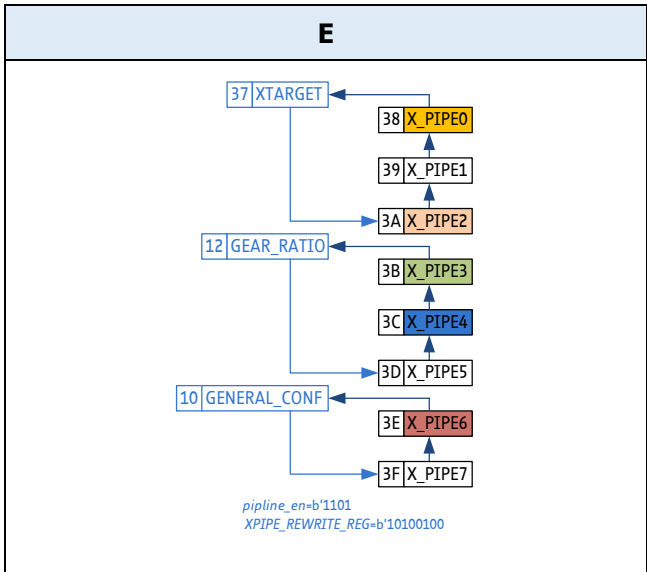 E
37 XTARGET
38 X_PIPE0
39 X_PIPE1
3A X_PIPE2
12 GEAR_RATIO
3B X_PIPE3
3C X_PIPE4
3D X_PIPE5
10 GENERAL_CONF
3E X_PIPE6
3F X_PIPE7
pipline_en=b'1101
XPIPE_REWRITE_REG=b'10100100